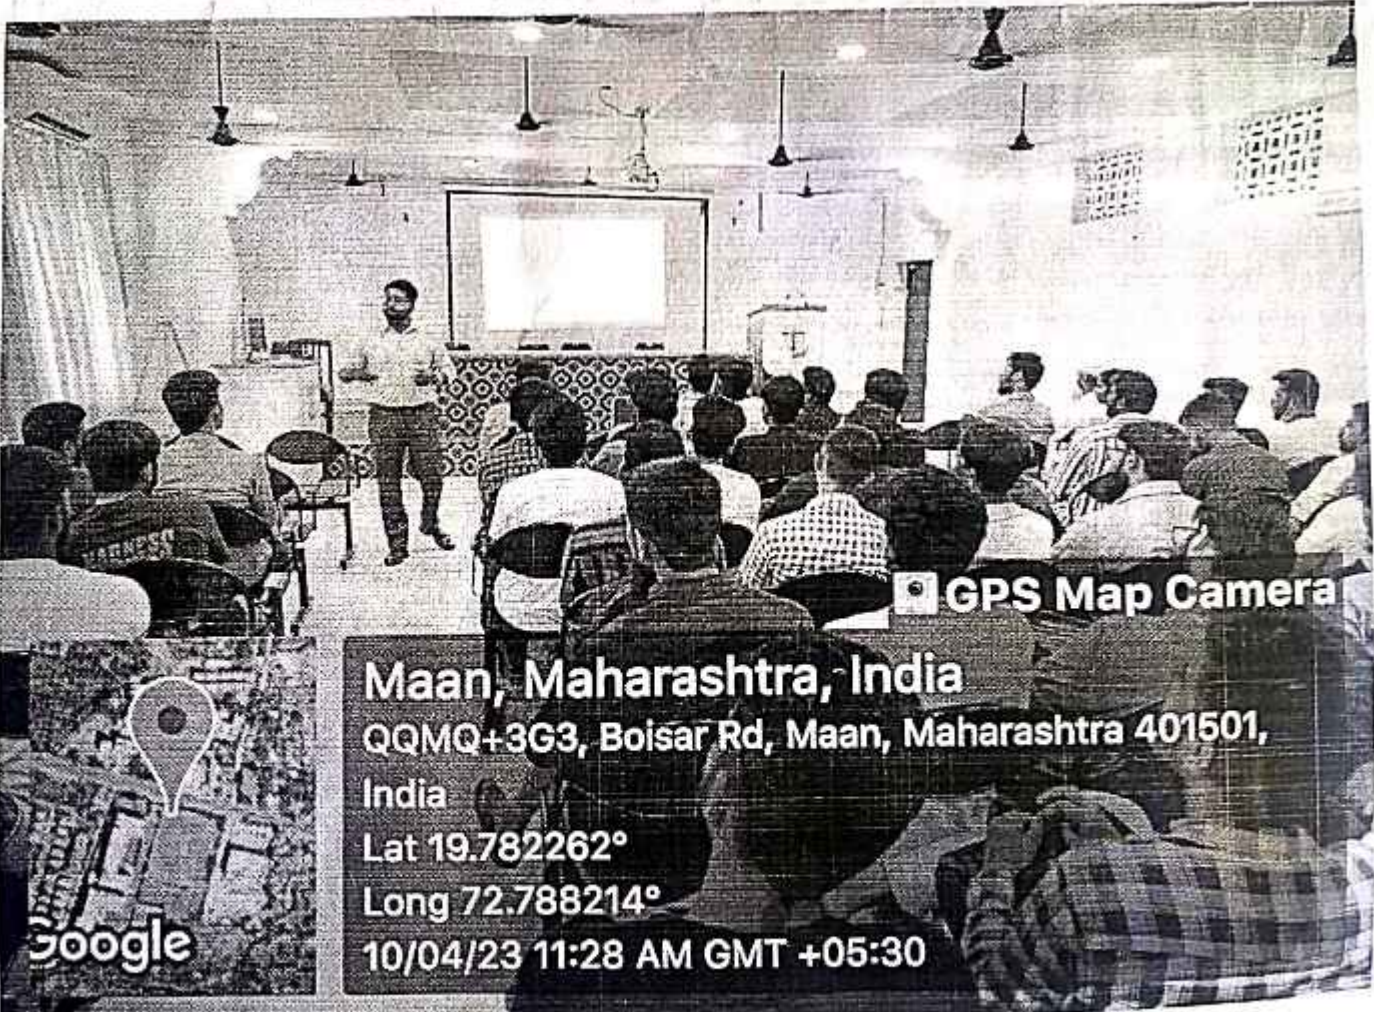 GPS Map Camera
Maan, Maharashtra, India
QQMQ+3G3, Boisar Rd, Maan, Maharashtra 401501,
India
Lat 19.782262°
Long 72.788214°
10/04/23 11:28 AM GMT +05:30
Google